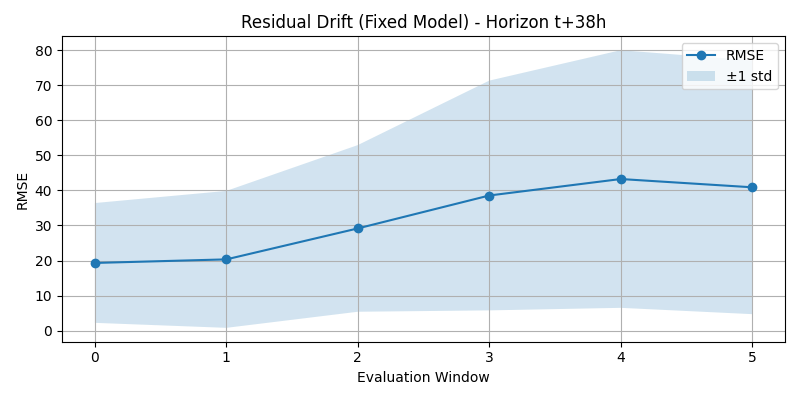 Residual Drift (Fixed Model) - Horizon t+38h
RMSE
±1 std
80
70
60
50
40
30
20
10
0
RMSE
0 1 2 3 4 5
Evaluation Window